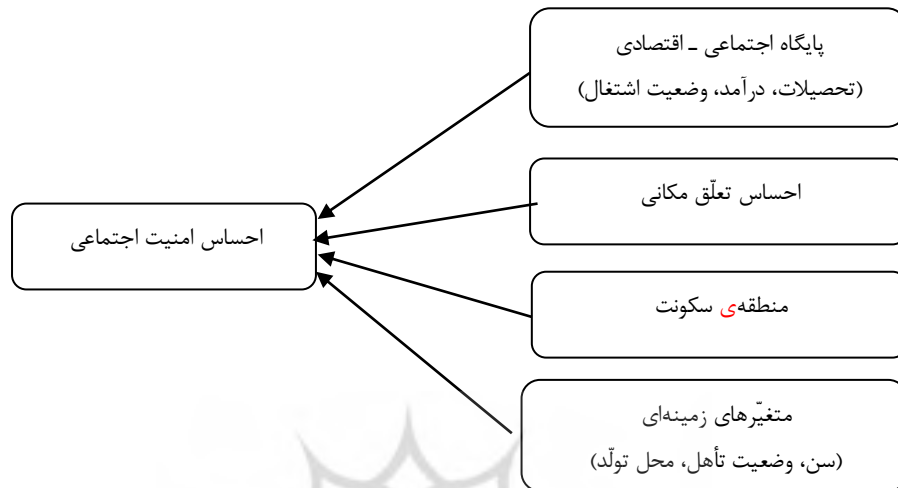 پایگاه اجتماعی ـ اقتصادی
(تحصیلات، درآمد، وضعیت اشتغال)
احساس تعلّق مکانی
احساس امنیت اجتماعی
منطقه‌ی سکونت
متغیّرهای زمینه‌ای
(سن، وضعیت تأهل، محل تولّد)